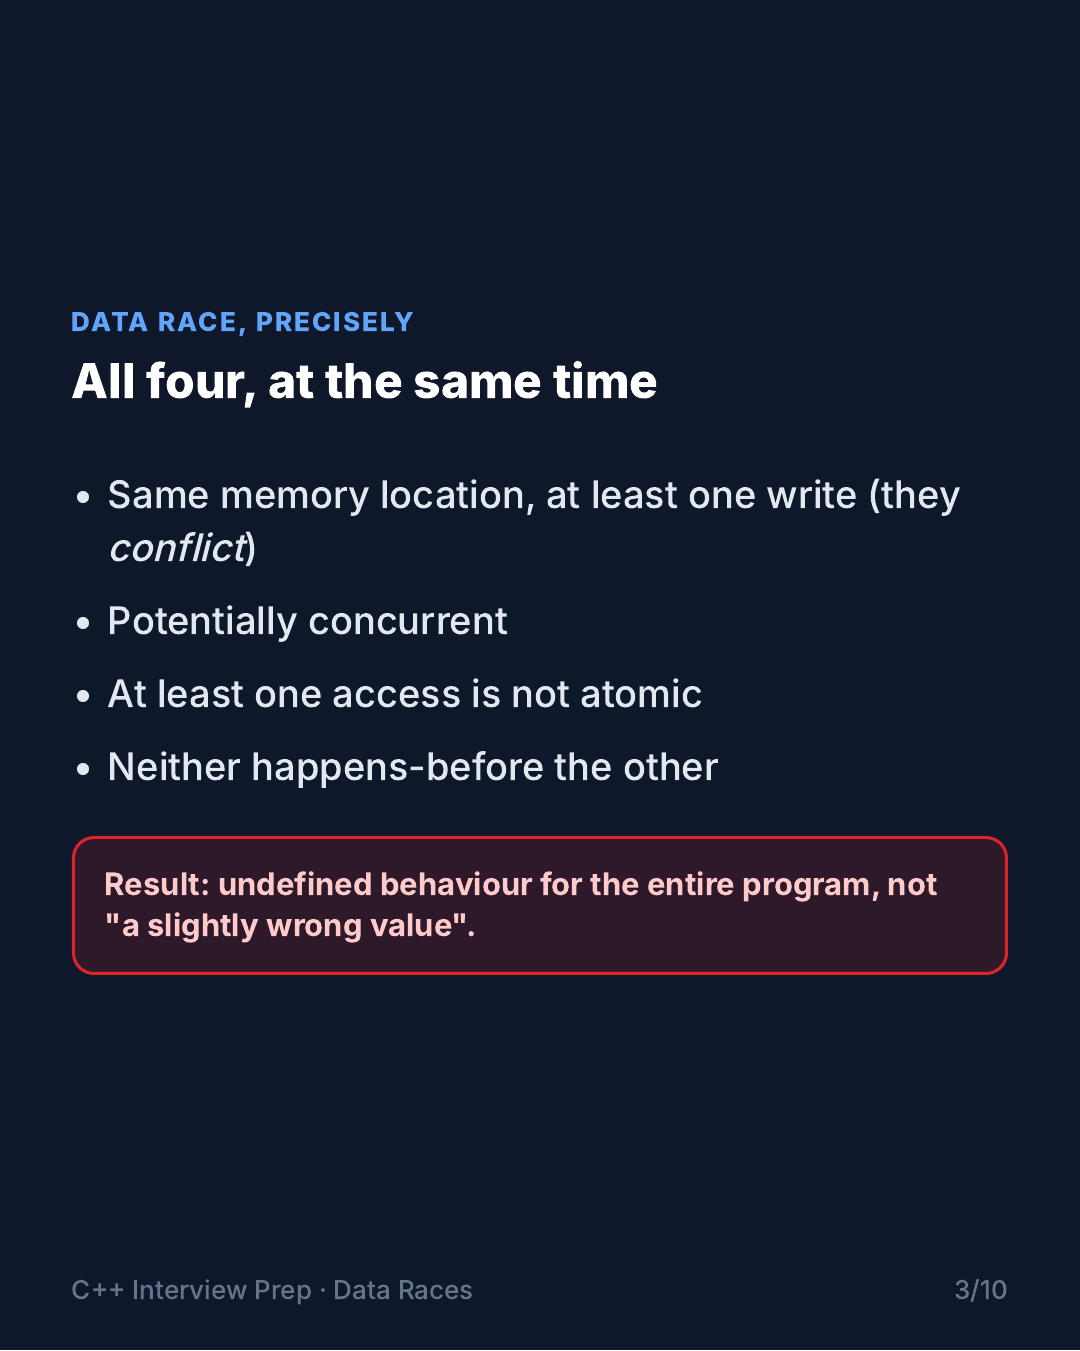 DATA RACE, PRECISELY
All four, at the same time
• Same memory location, at least one write (they
conflict)
• Potentially concurrent
• At least one access is not atomic
• Neither happens-before the other
Result: undefined behaviour for the entire program, not
"a slightly wrong value".
C++ Interview Prep · Data Races
3/10